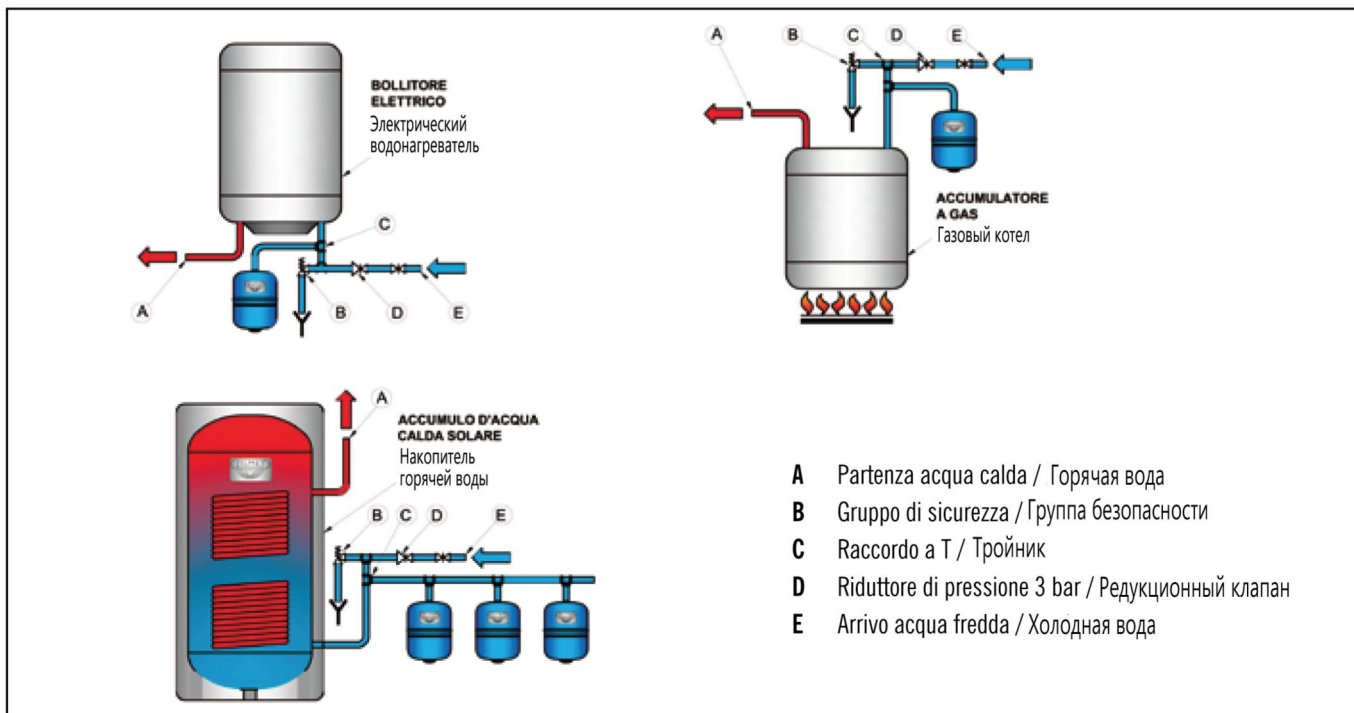 BOLLITORE
ELETTRICO
Электрический
водонагреватель
C
A
B
D
E
A
B
C
D
E
ACCUMULATORE
A GAS
Газовый котел
A
ACCUMULO D'ACQUA
CALDA SOLARE
Накопитель
горячей воды
B
C
D
E
A Partenza acqua calda / Горячая вода
B Gruppo di sicurezza / Группа безопасности
C Raccordo a T / Тройник
D Riduttore di pressione 3 bar / Редукционный клапан
E Arrivo acqua fredda / Холодная вода